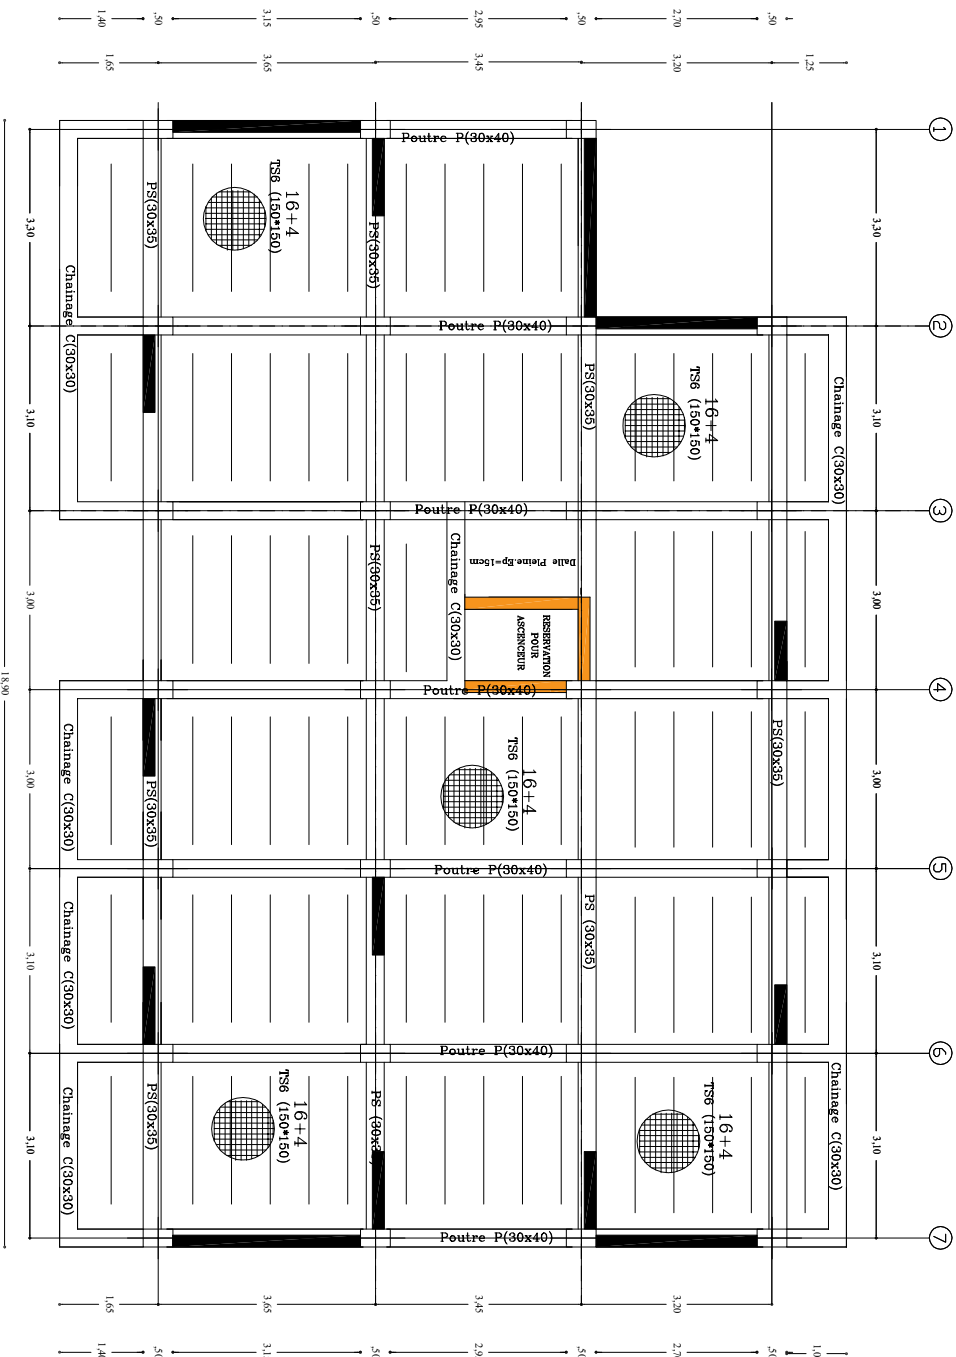 1,40
,50
3,15
,50
2,95
,50
2,70
,50
1,65
3,65
3,45
3,20
1,25
1
Poutre P(30x40)
3,30
3,30
16+4
TS6 (150*150)
PS(30x35)
PS(30x35)
Chainage C(30x30)
2
Poutre P(30x40)
3,10
3,10
16+4
TS6 (150*150)
PS(30x35)
Chainage C(30x30)
3
Poutre P(30x40)
3,00
3,00
PS(30x35)
Chainage C(30x30)
Dalle Pleine.Ep=15cm
RESERVATION
POUR
ASCENCEUR
18,90
4
Poutre P(30x40)
3,00
3,00
16+4
TS6 (150*150)
PS(30x35)
PS(30x35)
Chainage C(30x30)
5
Poutre P(30x40)
3,10
3,10
PS (30x35)
Chainage C(30x30)
6
Poutre P(30x40)
3,10
3,10
16+4
TS6 (150*150)
16+4
TS6 (150*150)
PS(30x35)
Chainage C(30x30)
Chainage C(30x30)
7
Poutre P(30x40)
1,65
3,65
3,45
3,20